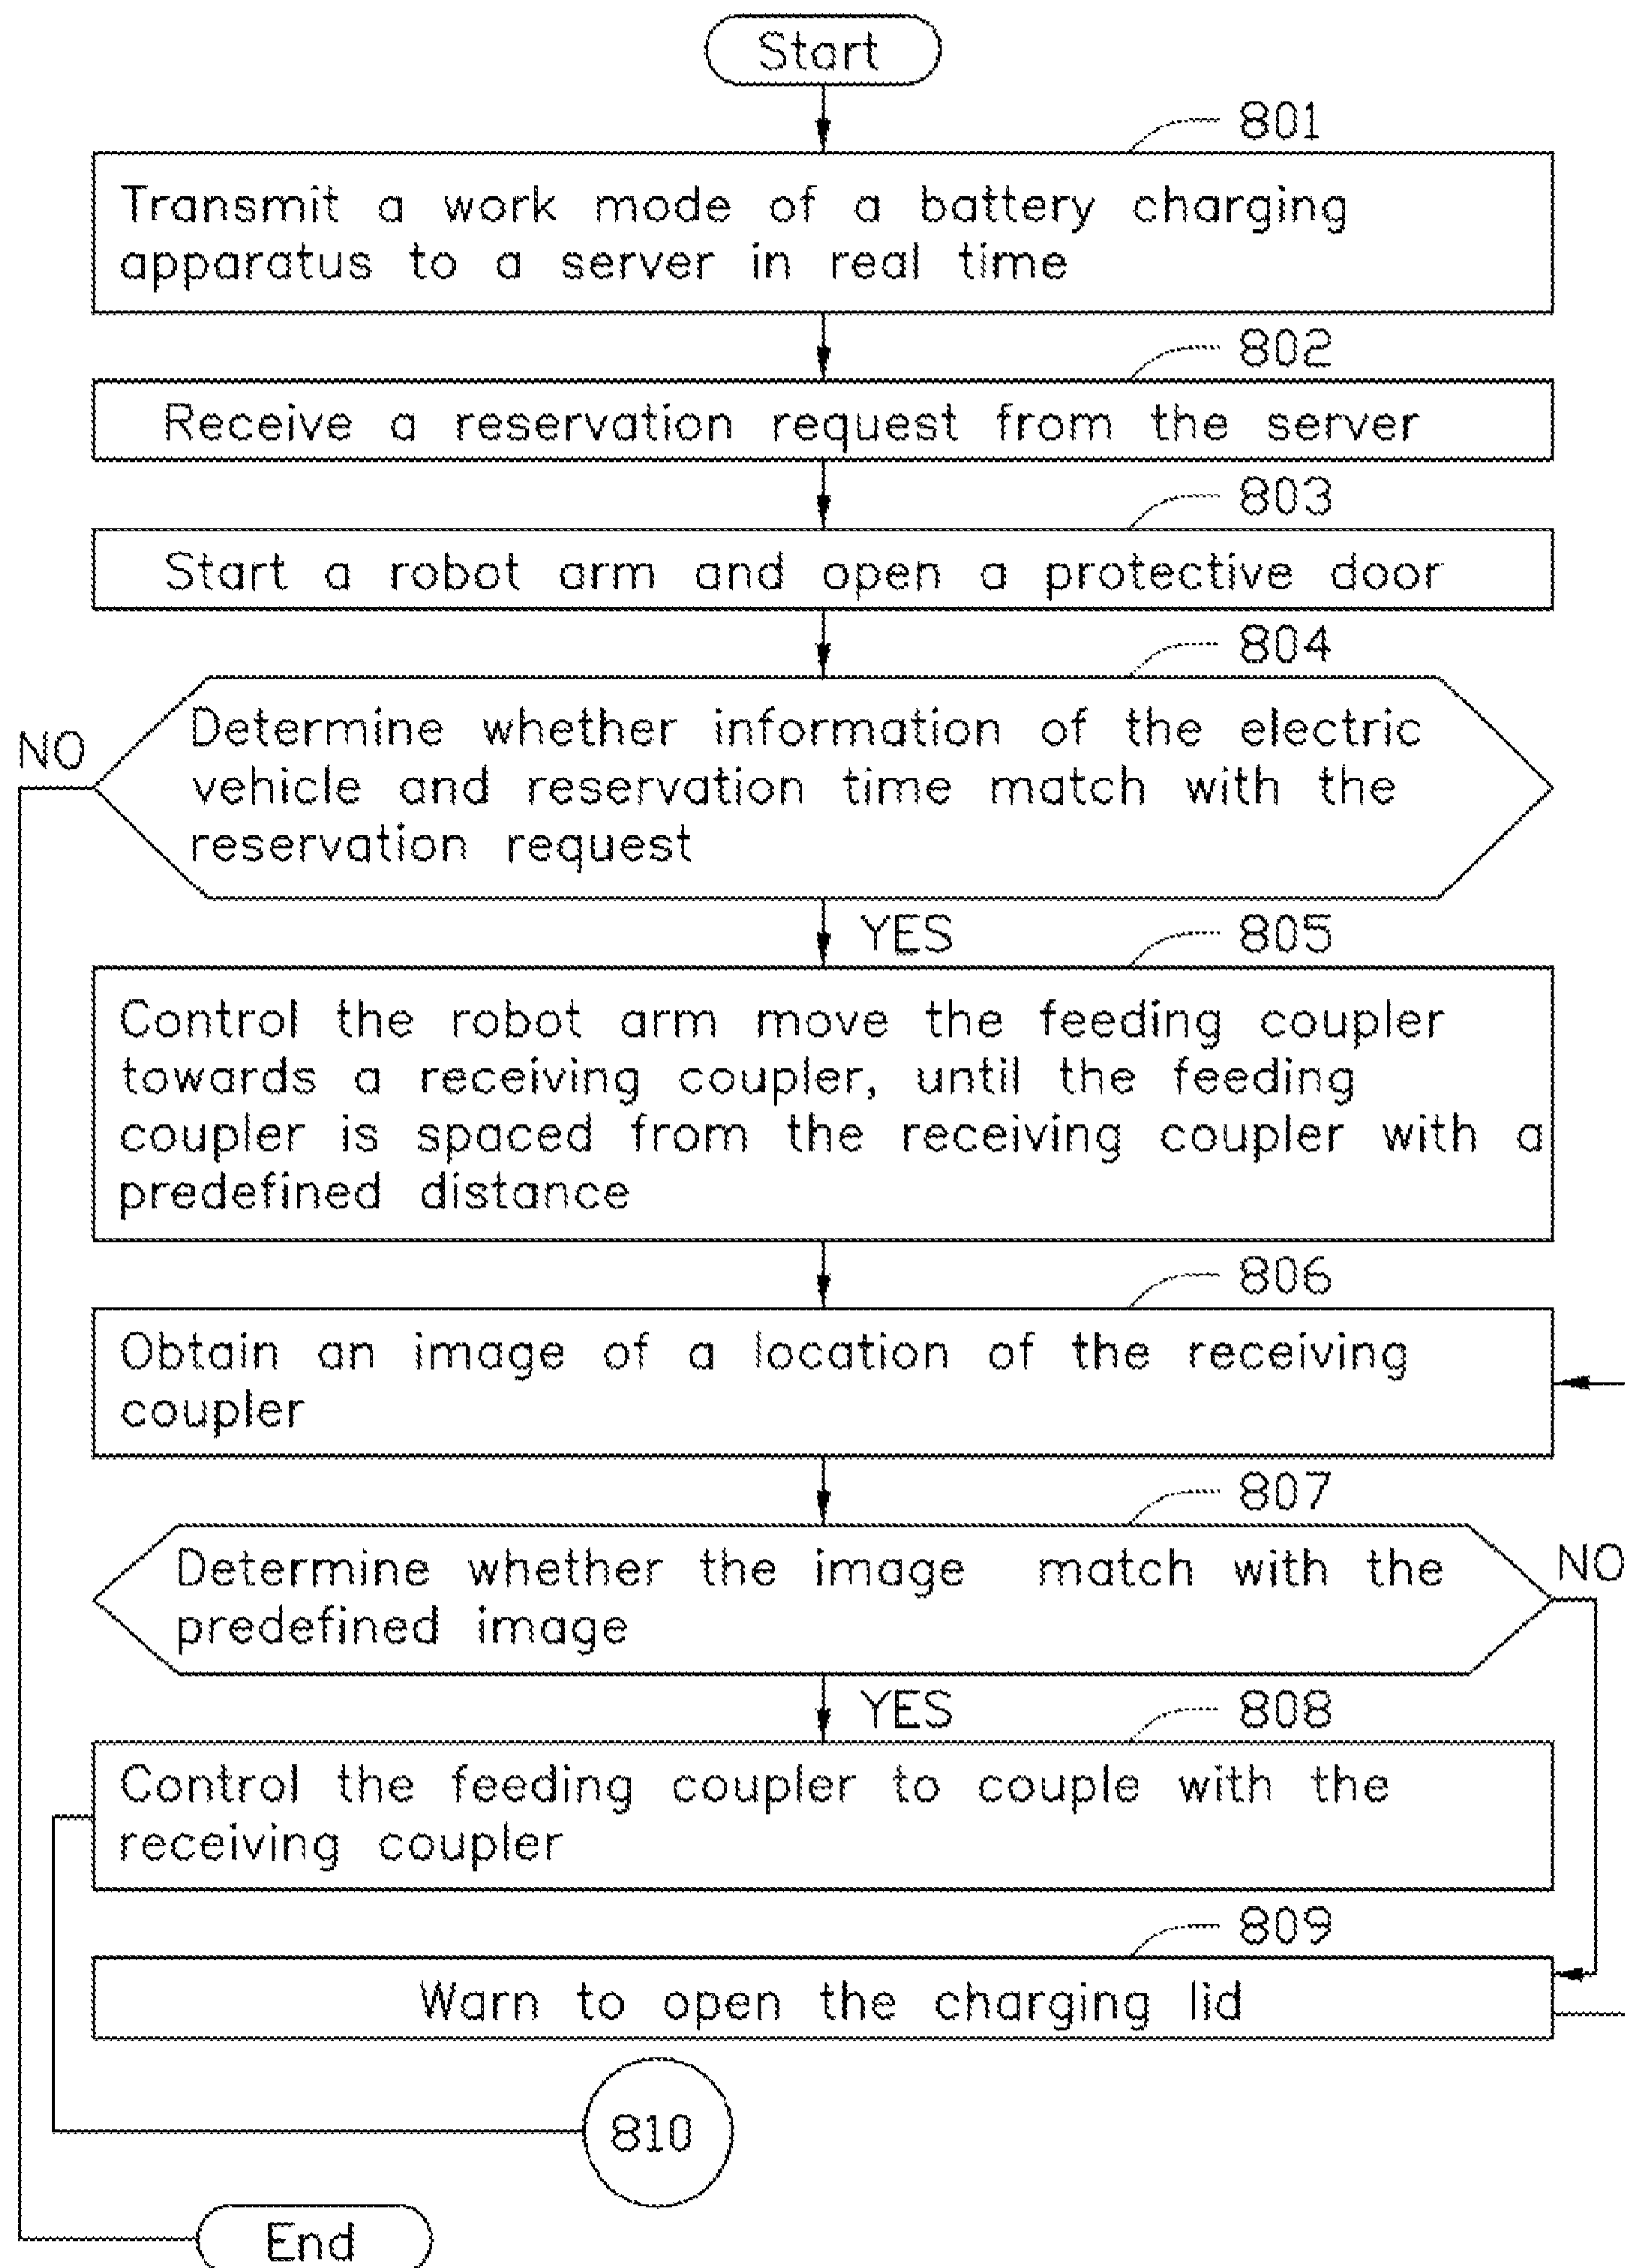 Start
801
Transmit a work mode of a battery charging
apparatus to a server in real time
802
Receive a reservation request from the server
803
Start a robot arm and open a protective door
804
NO
Determine whether information of the electric
vehicle and reservation time match with the
reservation request
YES
805
Control the robot arm move the feeding coupler
towards a receiving coupler, until the feeding
coupler is spaced from the receiving coupler with a
predefined distance
806
Obtain an image of a location of the receiving
coupler
807
Determine whether the image match with the
predefined image
NO
YES
808
Control the feeding coupler to couple with the
receiving coupler
809
Warn to open the charging lid
810
End